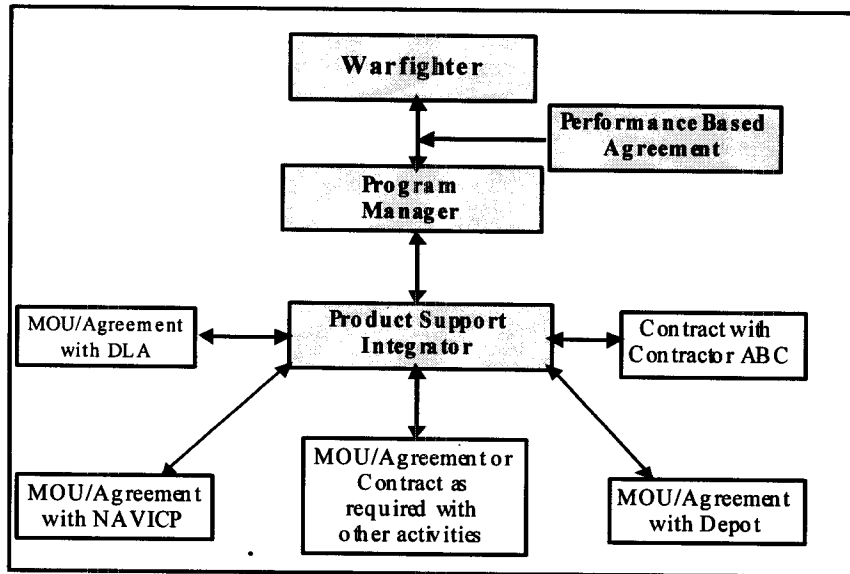 Warfighter
Performance Based
Agreement
Program
Manager
MOU/Agreement
with DLA
Product Support
Integrator
Contract with
Contractor ABC
MOU/Agreement
with NAVICP
MOU/Agreement or
Contract as
required with
other activities
MOU/Agreement
with Depot